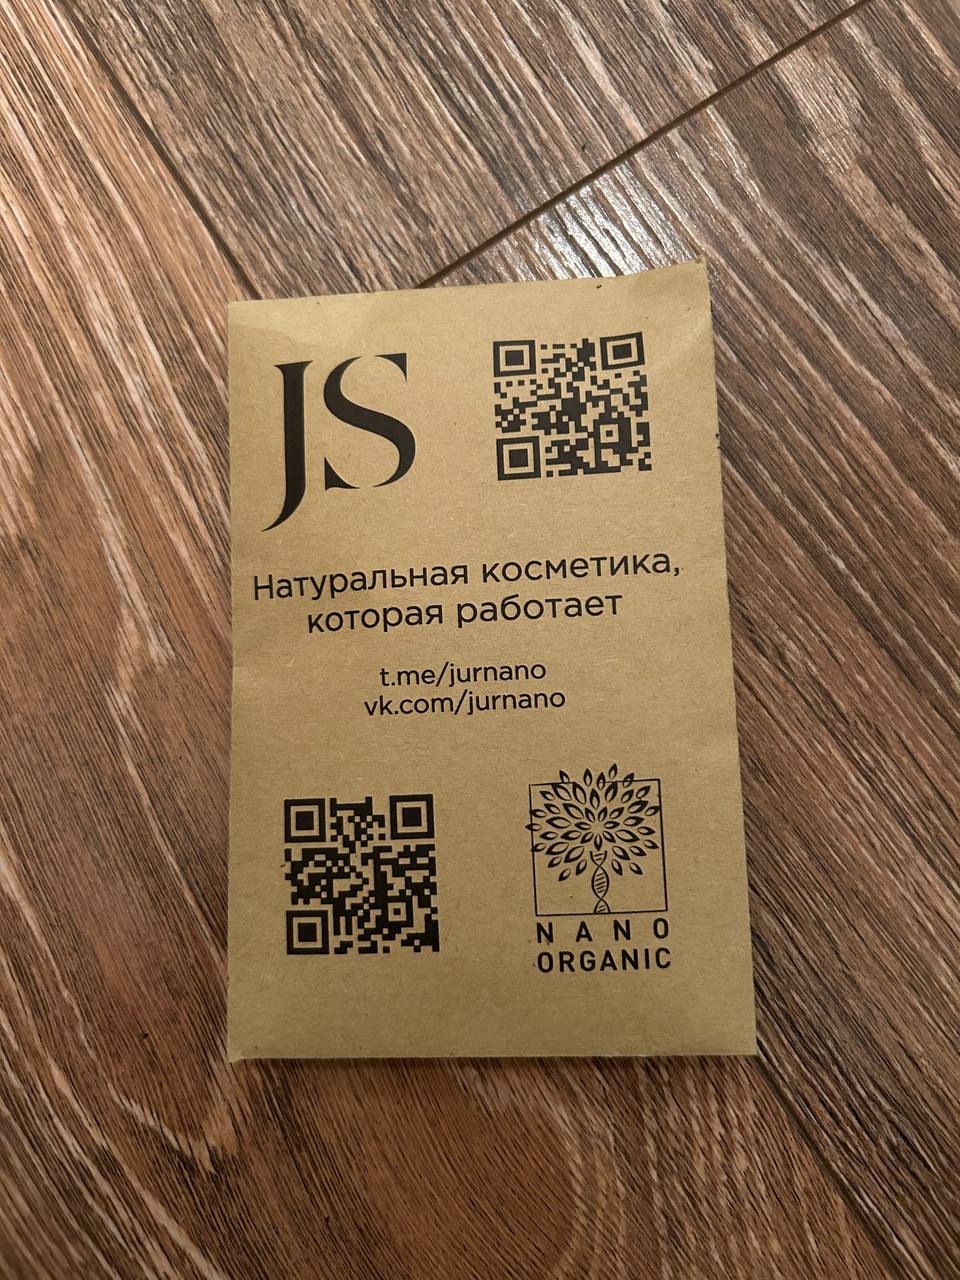 JS
Натуральная косметика,
которая работает
t.me/jurnano
vk.com/jurnano
NANO
ORGANIC